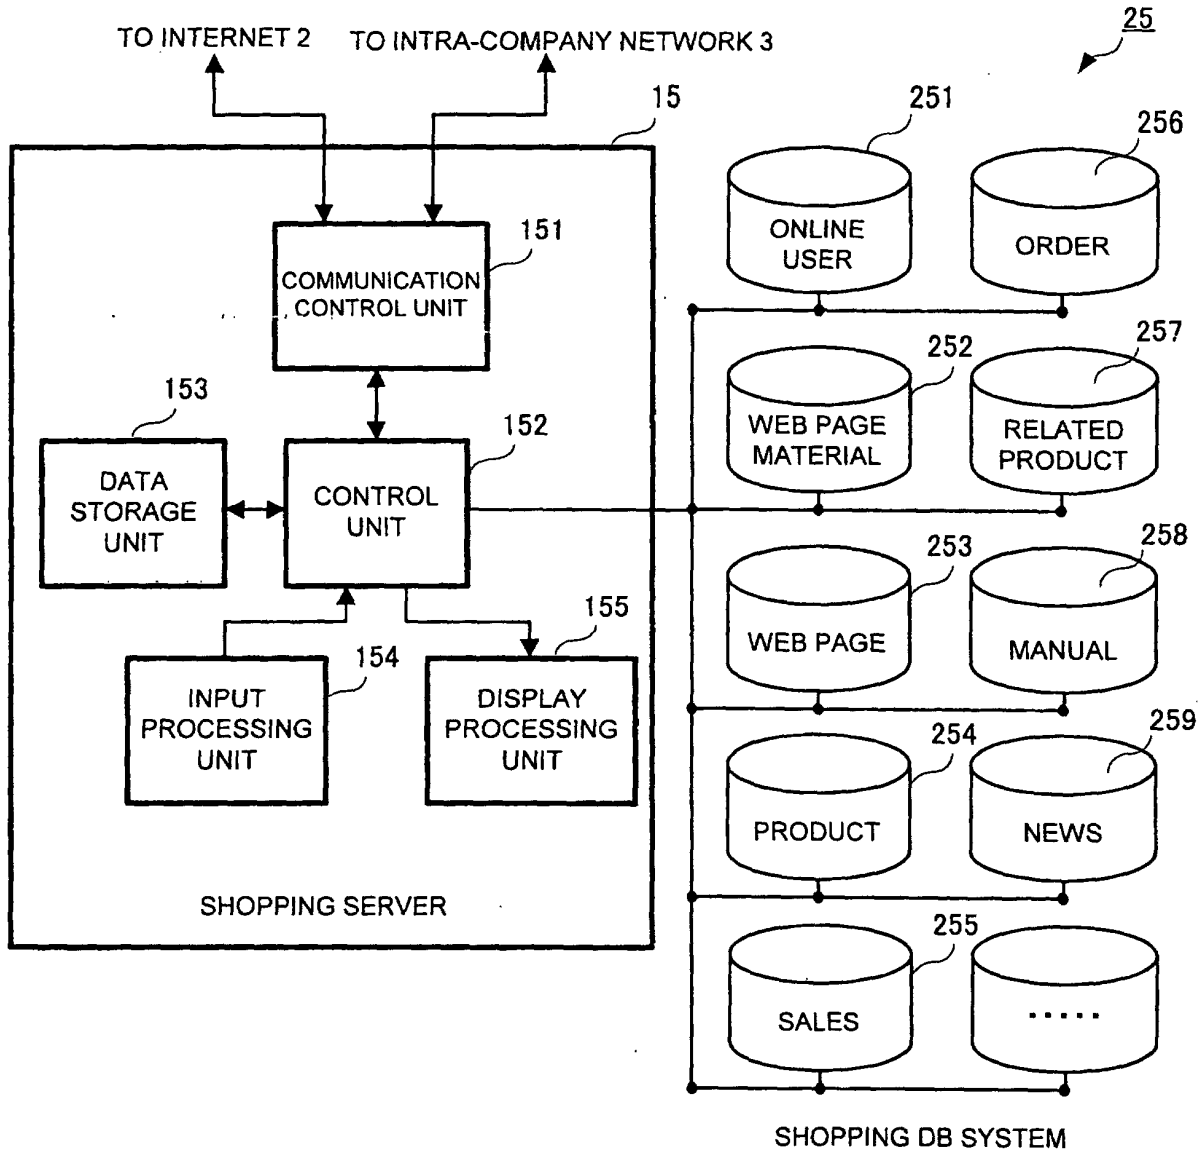 TO INTERNET 2
TO INTRA-COMPANY NETWORK 3
25
15
251
256
ONLINE
USER
ORDER
151
COMMUNICATION
CONTROL UNIT
252
257
WEB PAGE
MATERIAL
RELATED
PRODUCT
153
152
DATA
STORAGE
UNIT
CONTROL
UNIT
253
258
WEB PAGE
MANUAL
154
155
INPUT
PROCESSING
UNIT
DISPLAY
PROCESSING
UNIT
254
259
PRODUCT
NEWS
SHOPPING SERVER
255
SALES
.....
SHOPPING DB SYSTEM